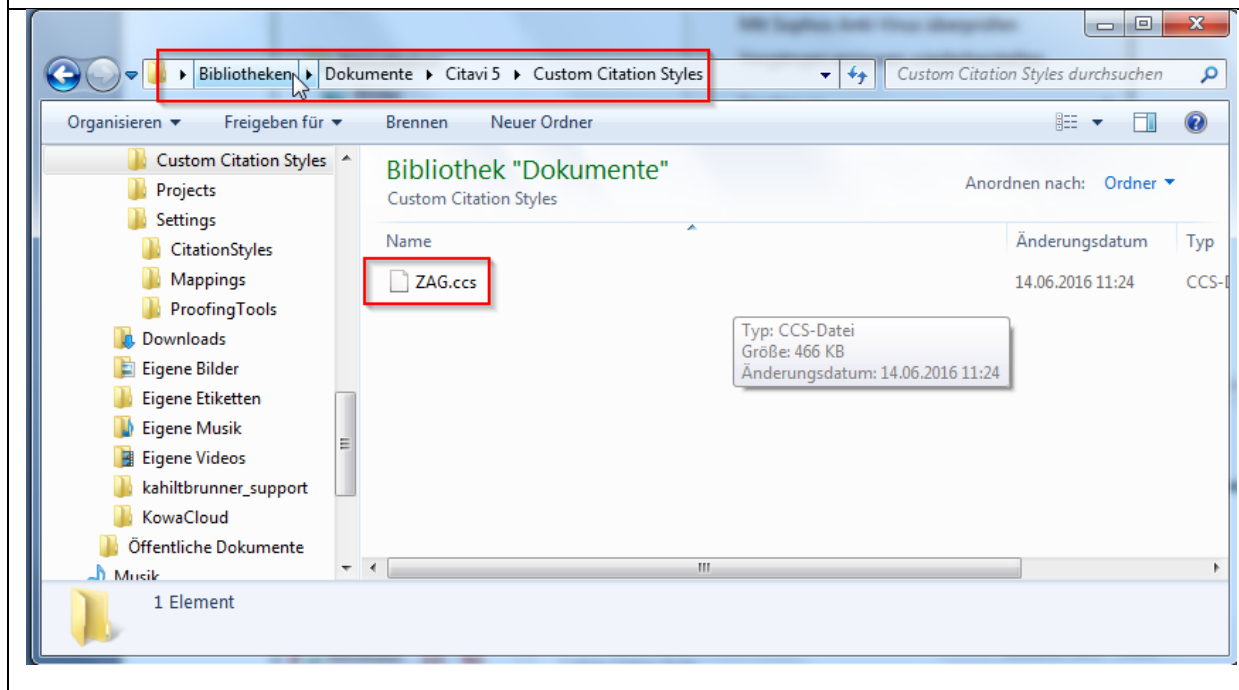 Bibliotheken Dokumente Citavi 5 Custom Citation Styles Custom Citation Styles durchsuchen
Organisieren Freigeben für Brennen Neuer Ordner
Custom Citation Styles
Projects
Settings
CitationStyles
Mappings
ProofingTools
Downloads
Eigene Bilder
Eigene Etiketten
Eigene Musik
Eigene Videos
kahiltbrunner_support
KowaCloud
Öffentliche Dokumente
Musik
Bibliothek "Dokumente"
Custom Citation Styles
Anordnen nach: Ordner
Name Änderungsdatum Typ
ZAG.ccs 14.06.2016 11:24 CCS-
Typ: CCS-Datei
Größe: 466 KB
Änderungsdatum: 14.06.2016 11:24
1 Element